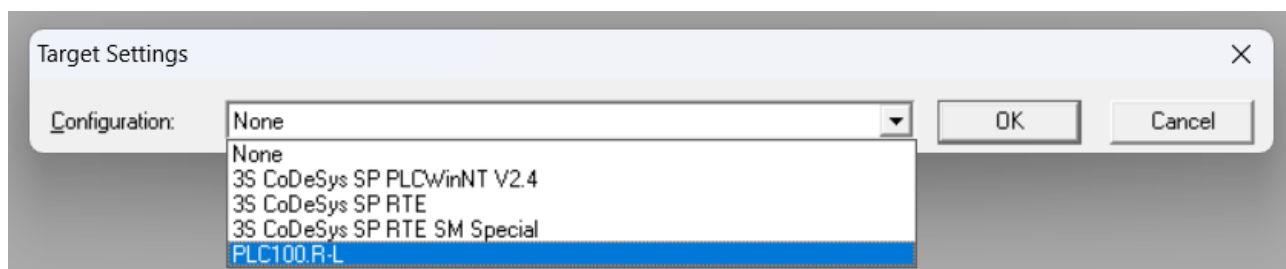 Target Settings
Configuration: None OK Cancel
None
3S CoDeSys SP PLCWinNT V2.4
3S CoDeSys SP RTE
3S CoDeSys SP RTE SM Special
PLC100.R-L